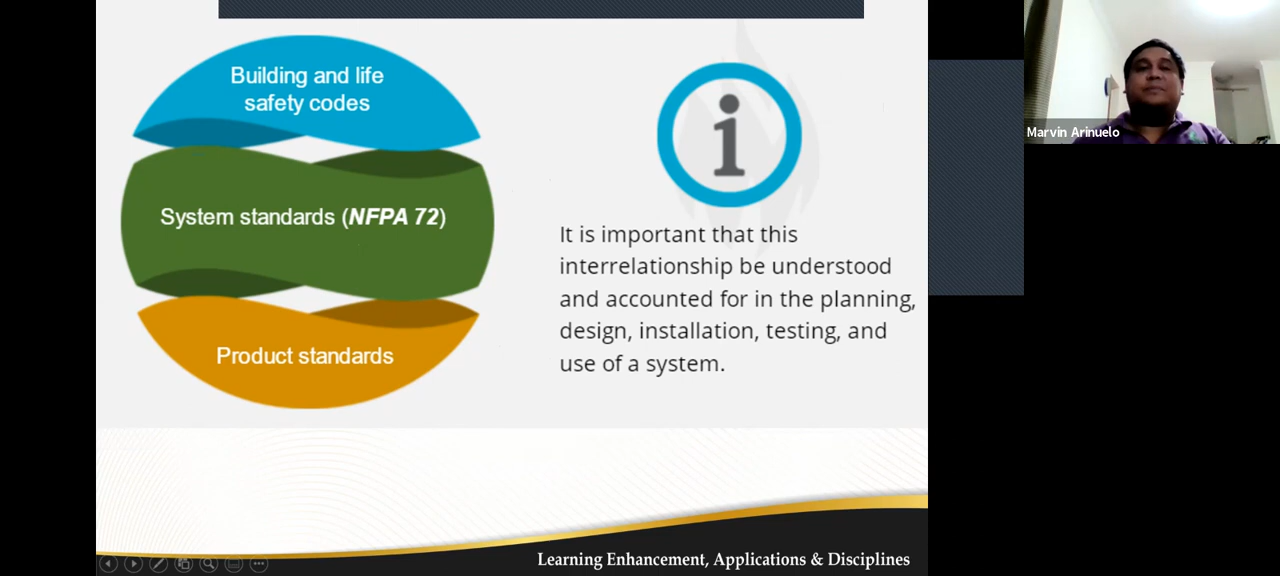 Building and life
safety codes
System standards (NFPA 72)
Product standards
i
It is important that this
interrelationship be understood
and accounted for in the planning,
design, installation, testing, and
use of a system.
Marvin Arinuelo
Learning Enhancement, Applications & Disciplines